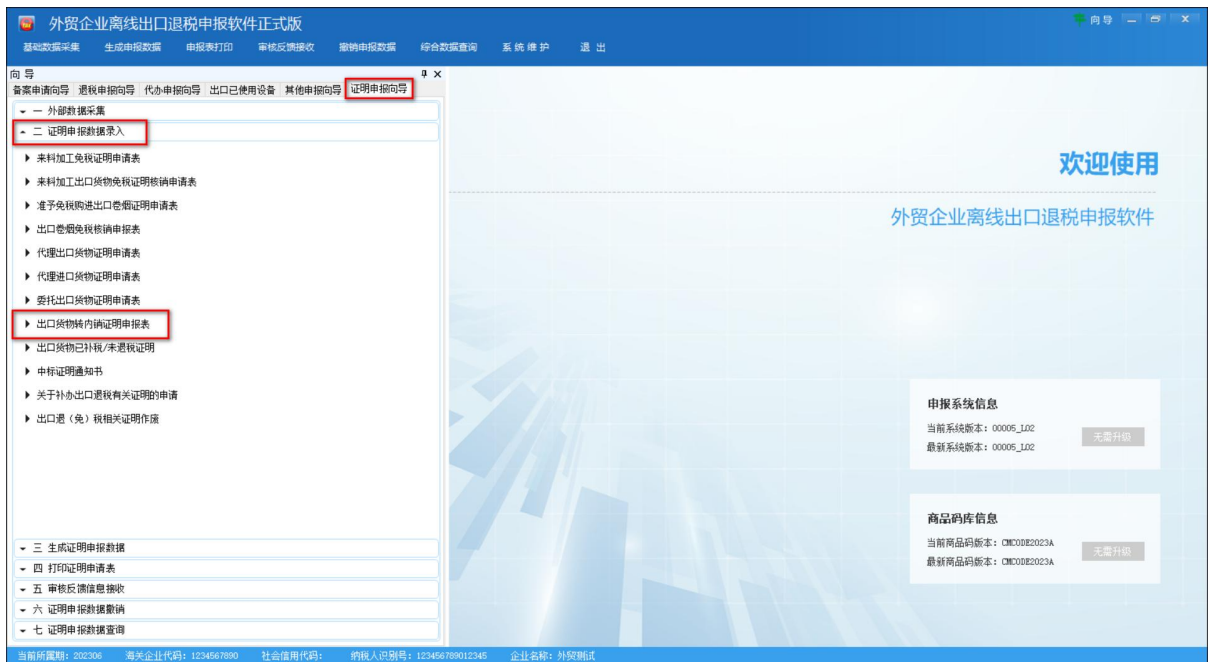 外贸企业离线出口退税申报软件正式版
向导
基础数据采集 生成申报数据 申报表打印 审核反馈接收 撤销申报数据 综合数据查询 系统维护 退出
向导
备案申请向导 退税申报向导 代办申报向导 出口已使用设备 其他申报向导 证明申报向导
一 外部数据采集
二 证明申报数据录入
来料加工免税证明申请表
来料加工出口货物免税证明核销申请表
准予免税购进出口卷烟证明申请表
出口卷烟免税核销申报表
代理出口货物证明申请表
代理进口货物证明申请表
委托出口货物证明申请表
出口货物转内销证明申报表
出口货物已补税/未退税证明
中标证明通知书
关于补办出口退税有关证明的申请
出口退（免）税相关证明作废
三 生成证明申报数据
四 打印证明申请表
五 审核反馈信息接收
六 证明申报数据撤销
七 证明申报数据查询
欢迎使用
外贸企业离线出口退税申报软件
申报系统信息
当前系统版本：00005_L02
最新系统版本：00005_L02
无需升级
商品码库信息
当前商品码版本：CMCODE2023A
最新商品码版本：CMCODE2023A
无需升级
当前所属期：202306 海关企业代码：1234567890 社会信用代码： 纳税人识别号：123456789012345 企业名称：外贸测试